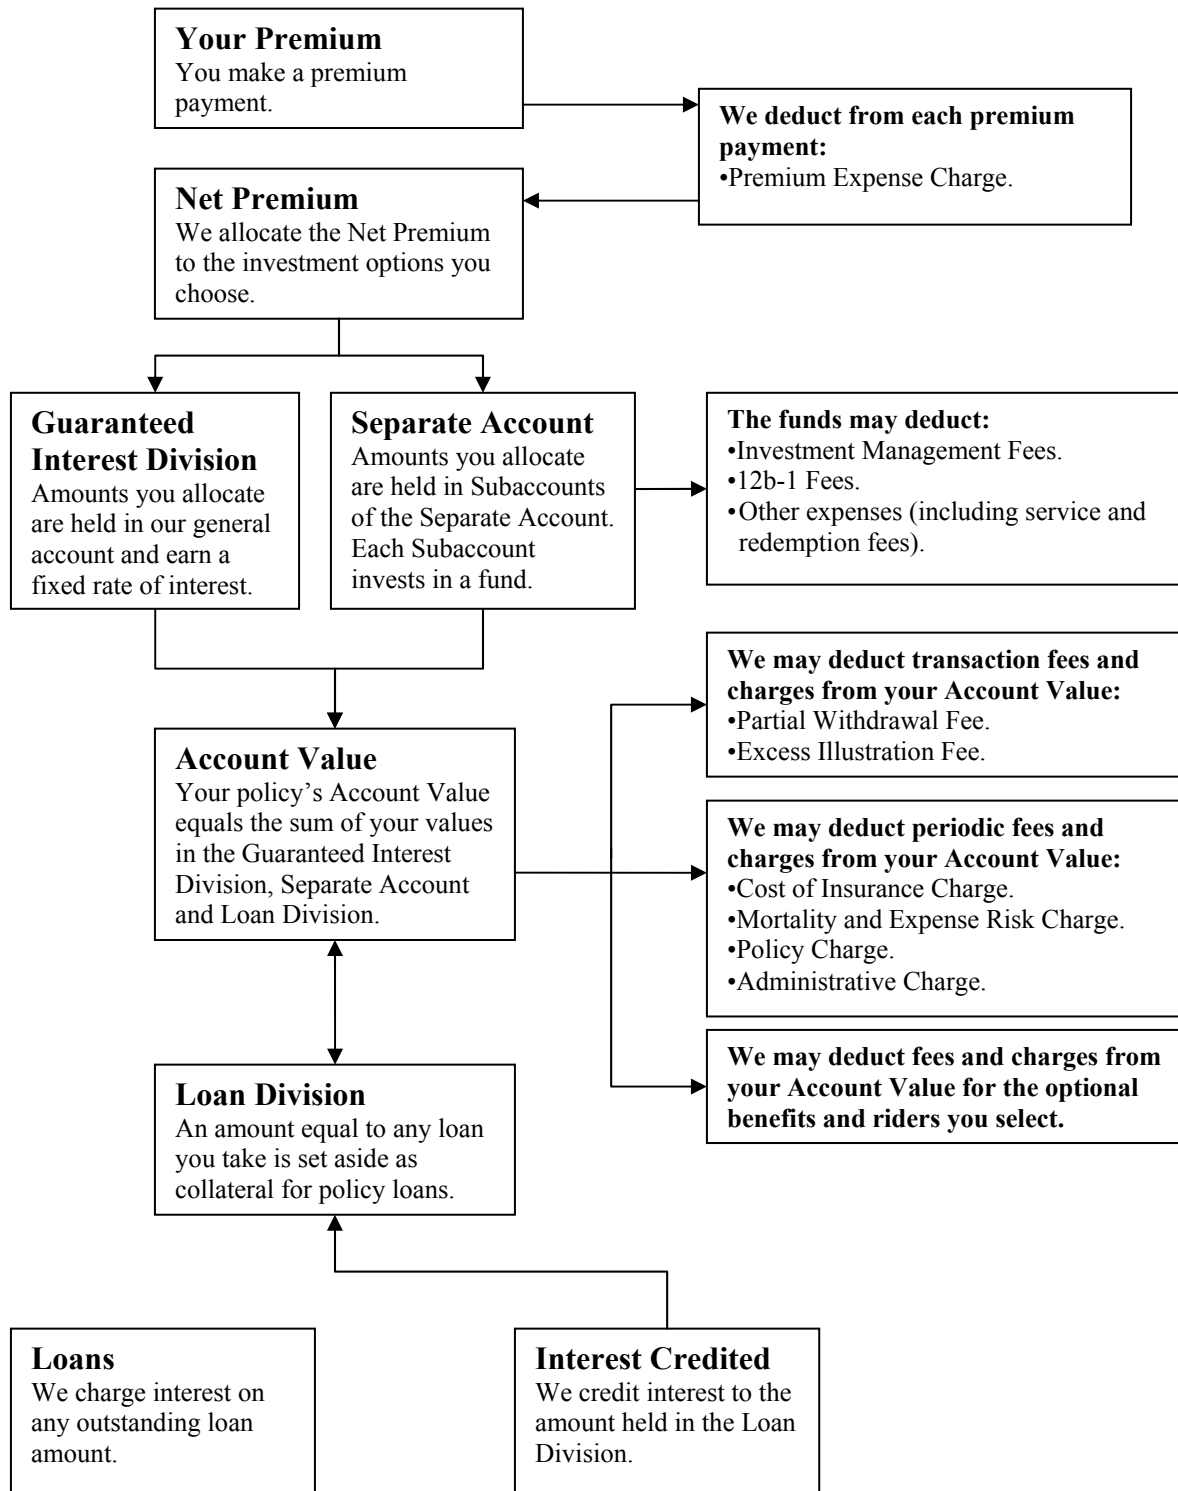 Your Premium
You make a premium
payment.
We deduct from each premium
payment:
•Premium Expense Charge.
Net Premium
We allocate the Net Premium
to the investment options you
choose.
Guaranteed
Interest Division
Amounts you allocate
are held in our general
account and earn a
fixed rate of interest.
Separate Account
Amounts you allocate
are held in Subaccounts
of the Separate Account.
Each Subaccount
invests in a fund.
The funds may deduct:
•Investment Management Fees.
•12b-1 Fees.
•Other expenses (including service and
redemption fees).
We may deduct transaction fees and
charges from your Account Value:
•Partial Withdrawal Fee.
•Excess Illustration Fee.
Account Value
Your policy’s Account Value
equals the sum of your values
in the Guaranteed Interest
Division, Separate Account
and Loan Division.
We may deduct periodic fees and
charges from your Account Value:
•Cost of Insurance Charge.
•Mortality and Expense Risk Charge.
•Policy Charge.
•Administrative Charge.
We may deduct fees and charges from
your Account Value for the optional
benefits and riders you select.
Loan Division
An amount equal to any loan
you take is set aside as
collateral for policy loans.
Loans
We charge interest on
any outstanding loan
amount.
Interest Credited
We credit interest to the
amount held in the Loan
Division.